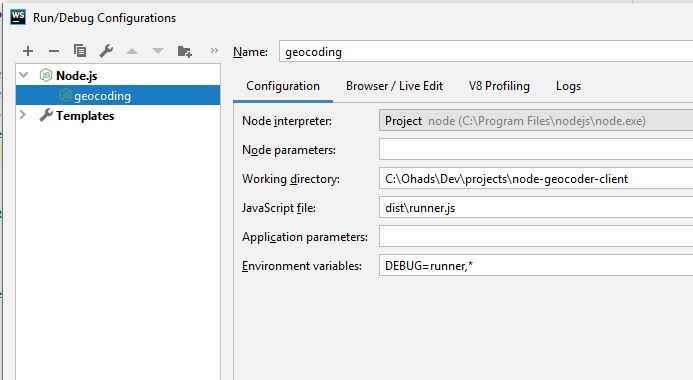 WS Run/Debug Configurations
Name: geocoding
Node.js
geocoding
Templates
Configuration Browser / Live Edit V8 Profiling Logs
Node interpreter: Project node (C:\Program Files\nodejs\node.exe)
Node parameters:
Working directory: C:\Ohads\Dev\projects\node-geocoder-client
JavaScript file: dist\runner.js
Application parameters:
Environment variables: DEBUG=runner,*